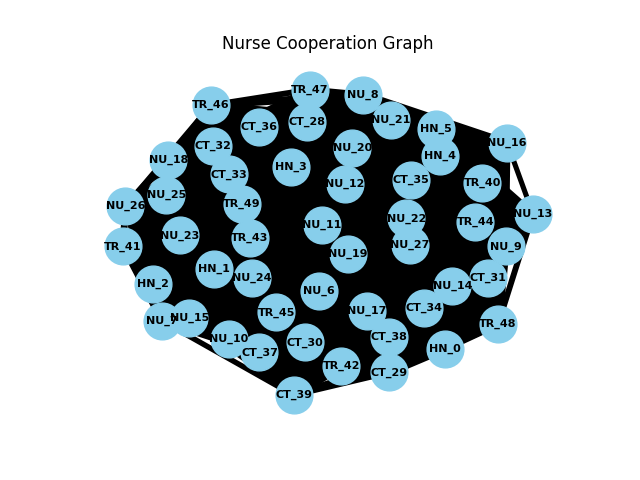 Nurse Cooperation Graph
TR_47
NU_8
TR_46
CT_28
NU_21
CT_36
HN_5
NU_16
CT_32
NU_20
HN_4
NU_18
HN_3
CT_33
CT_35
NU_12
TR_40
NU_25
TR_49
NU_26
NU_13
NU_22
TR_44
NU_11
NU_23
TR_43
TR_41
NU_27
NU_9
NU_19
HN_1
NU_24
CT_31
HN_2
NU_14
NU_6
CT_34
NU_17
TR_45
NU_7
NU_15
TR_48
CT_38
NU_10
CT_30
HN_0
CT_37
TR_42
CT_29
CT_39